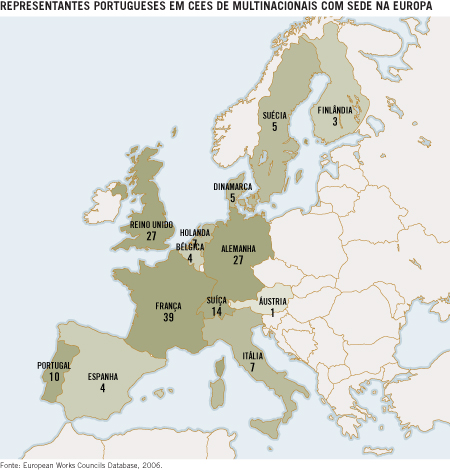 REPRESENTANTES PORTUGUESES EM CEES DE MULTINACIONAIS COM SEDE NA EUROPA
FINLÂNDIA
3
SUÉCIA
5
DINAMARCA
5
REINO UNIDO
27
HOLANDA
BÉLGICA
4
ALEMANHA
27
FRANÇA
39
SUÍÇA
14
ÁUSTRIA
1
ITÁLIA
7
PORTUGAL
10
ESPANHA
4
Fonte: European Works Councils Database, 2006.